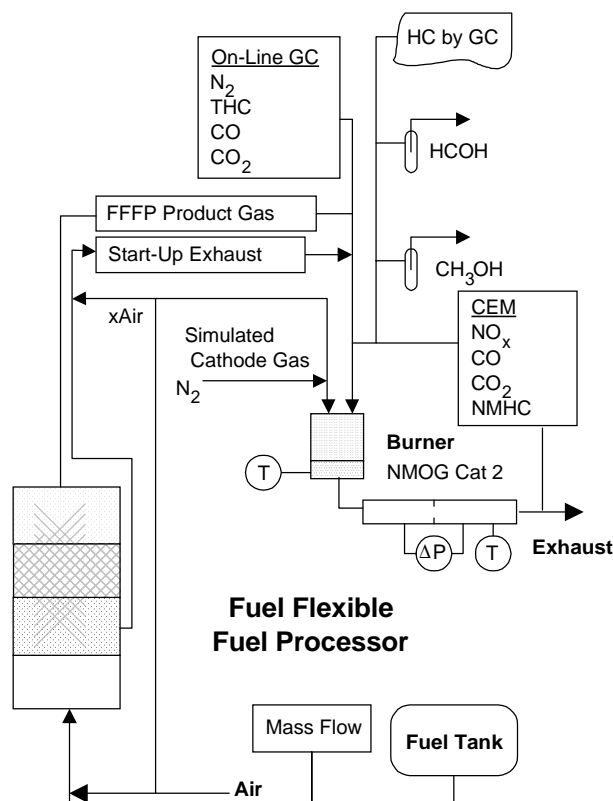 HC by GC
On-Line GC
N2
THC
CO
CO2
HCOH
FFFP Product Gas
Start-Up Exhaust
CH3OH
xAir
CEM
NOx
CO
CO2
NMHC
Simulated
Cathode Gas
N2
Burner
NMOG Cat 2
T
ΔP
T
Exhaust
Fuel Flexible
Fuel Processor
Mass Flow
Fuel Tank
Air